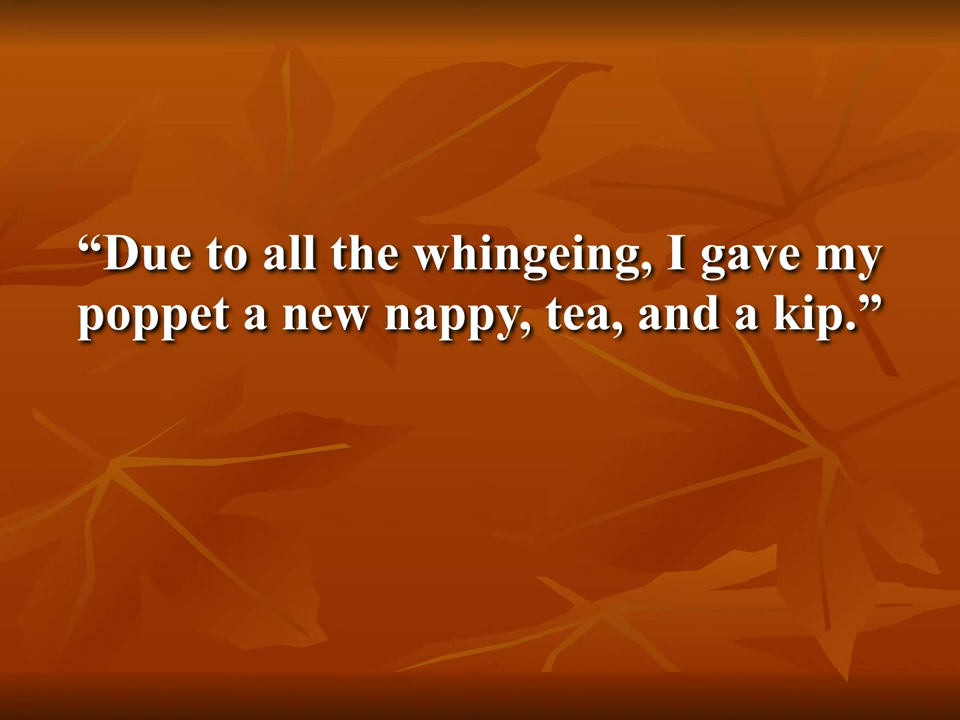 “Due to all the whingeing, I gave my
poppet a new nappy, tea, and a kip.”